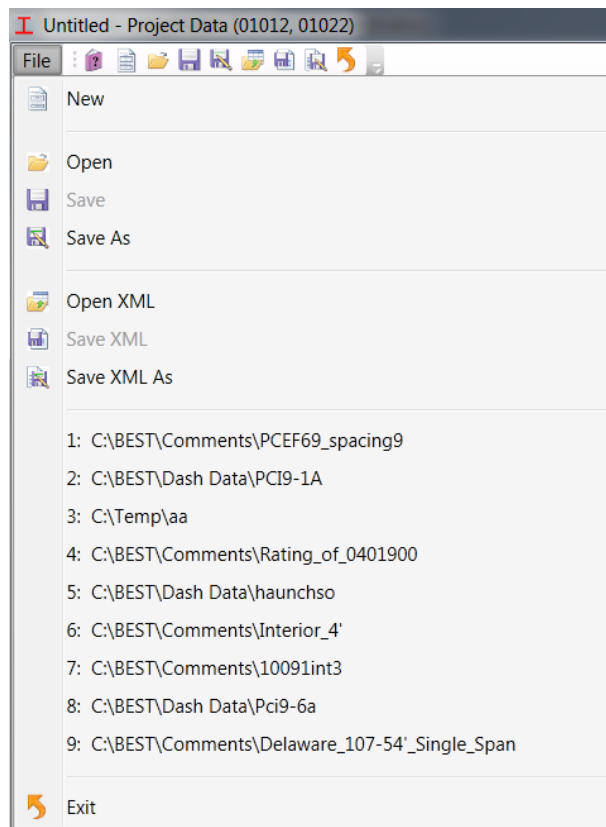 Untitled - Project Data (01012, 01022)
File
New
Open
Save
Save As
Open XML
Save XML
Save XML As
1: C:\BEST\Comments\PCEF69_spacing9
2: C:\BEST\Dash Data\PCI9-1A
3: C:\Temp\aa
4: C:\BEST\Comments\Rating_of_0401900
5: C:\BEST\Dash Data\haunchso
6: C:\BEST\Comments\Interior_4'
7: C:\BEST\Comments\10091int3
8: C:\BEST\Dash Data\Pci9-6a
9: C:\BEST\Comments\Delaware_107-54'_Single_Span
Exit